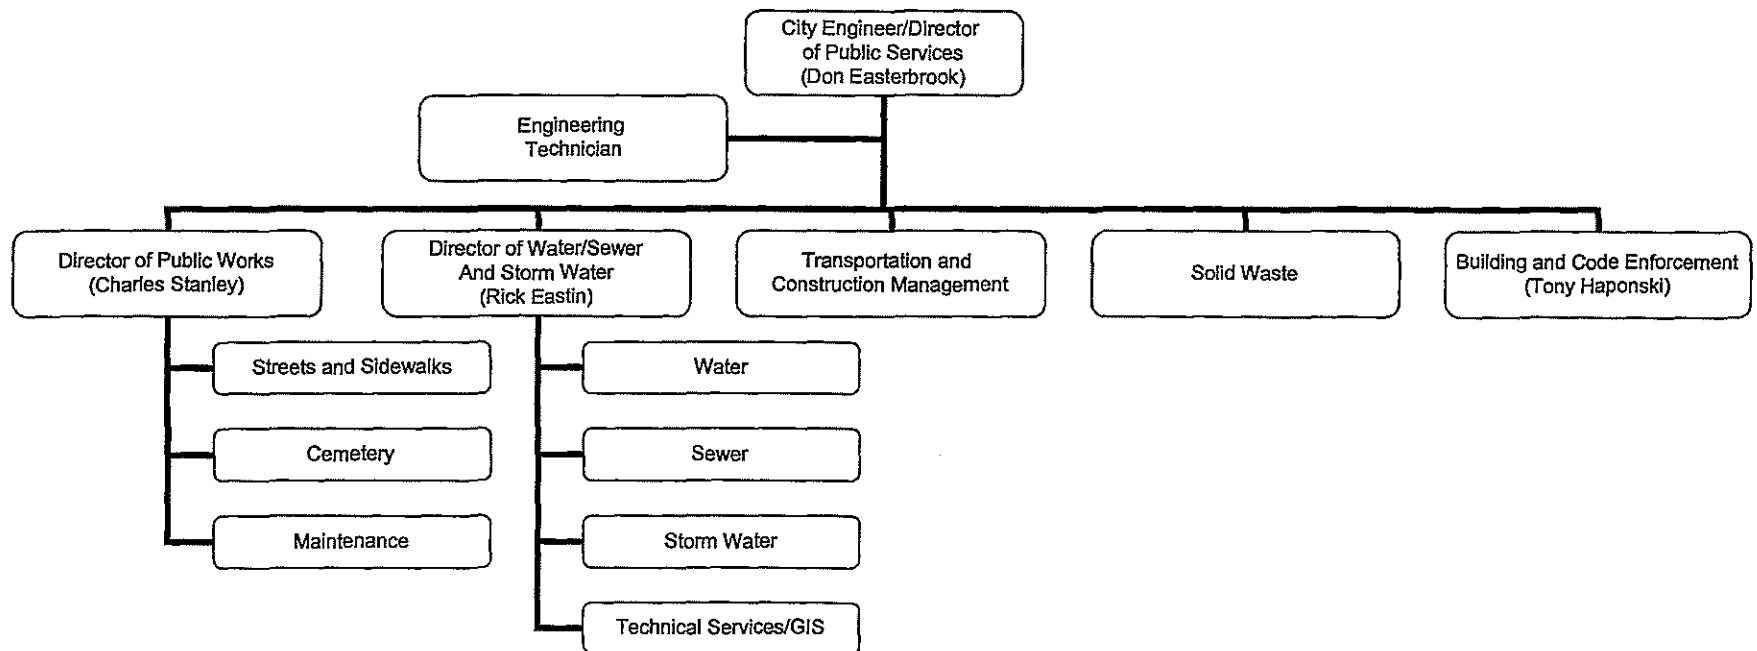 City Engineer/Director
of Public Services
(Don Easterbrook)
Engineering
Technician
Director of Public Works
(Charles Stanley)
Director of Water/Sewer
And Storm Water
(Rick Eastin)
Transportation and
Construction Management
Solid Waste
Building and Code Enforcement
(Tony Haponski)
Streets and Sidewalks
Cemetery
Maintenance
Water
Sewer
Storm Water
Technical Services/GIS